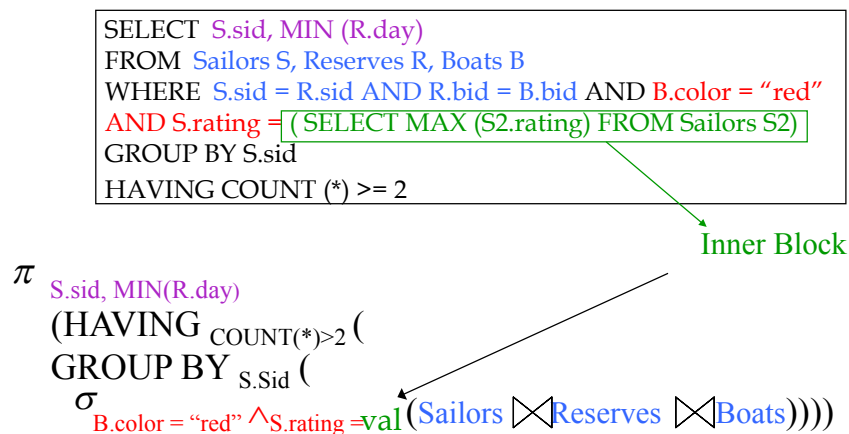 SELECT S.sid, MIN (R.day)
FROM Sailors S, Reserves R, Boats B
WHERE S.sid = R.sid AND R.bid = B.bid AND B.color = “red”
AND S.rating = ( SELECT MAX (S2.rating) FROM Sailors S2)
GROUP BY S.sid
HAVING COUNT (*) >= 2
Inner Block
π S.sid, MIN(R.day)
(HAVING COUNT(*)>2 (
GROUP BY S.Sid (
σ B.color = “red” ^ S.rating = val (Sailors ⋈ Reserves ⋈ Boats))))